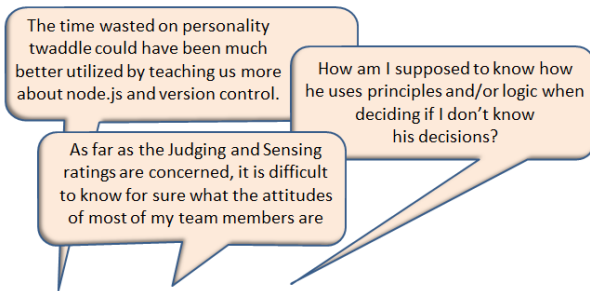 The time wasted on personality
twaddle could have been much
better utilized by teaching us more
about node.js and version control.
How am I supposed to know how
he uses principles and/or logic when
deciding if I don’t know
his decisions?
As far as the Judging and Sensing
ratings are concerned, it is difficult
to know for sure what the attitudes
of most of my team members are